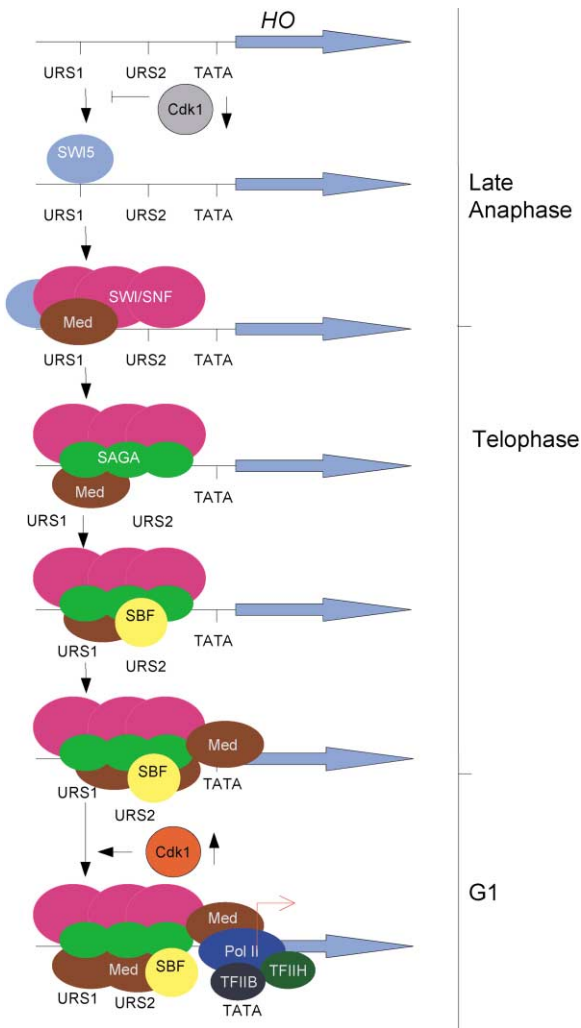 HO
URS1 URS2 TATA
Cdk1
SWI5
URS1 URS2 TATA
Late
Anaphase
SWI/SNF
Med
URS1 URS2 TATA
Telophase
SAGA
Med
TATA
URS1 URS2
SBF
URS1 TATA
URS2
Med
SBF
URS1 TATA
URS2
Cdk1
G1
Med
Pol II
Med SBF
TFIIB TFIIH
URS1 URS2
TATA